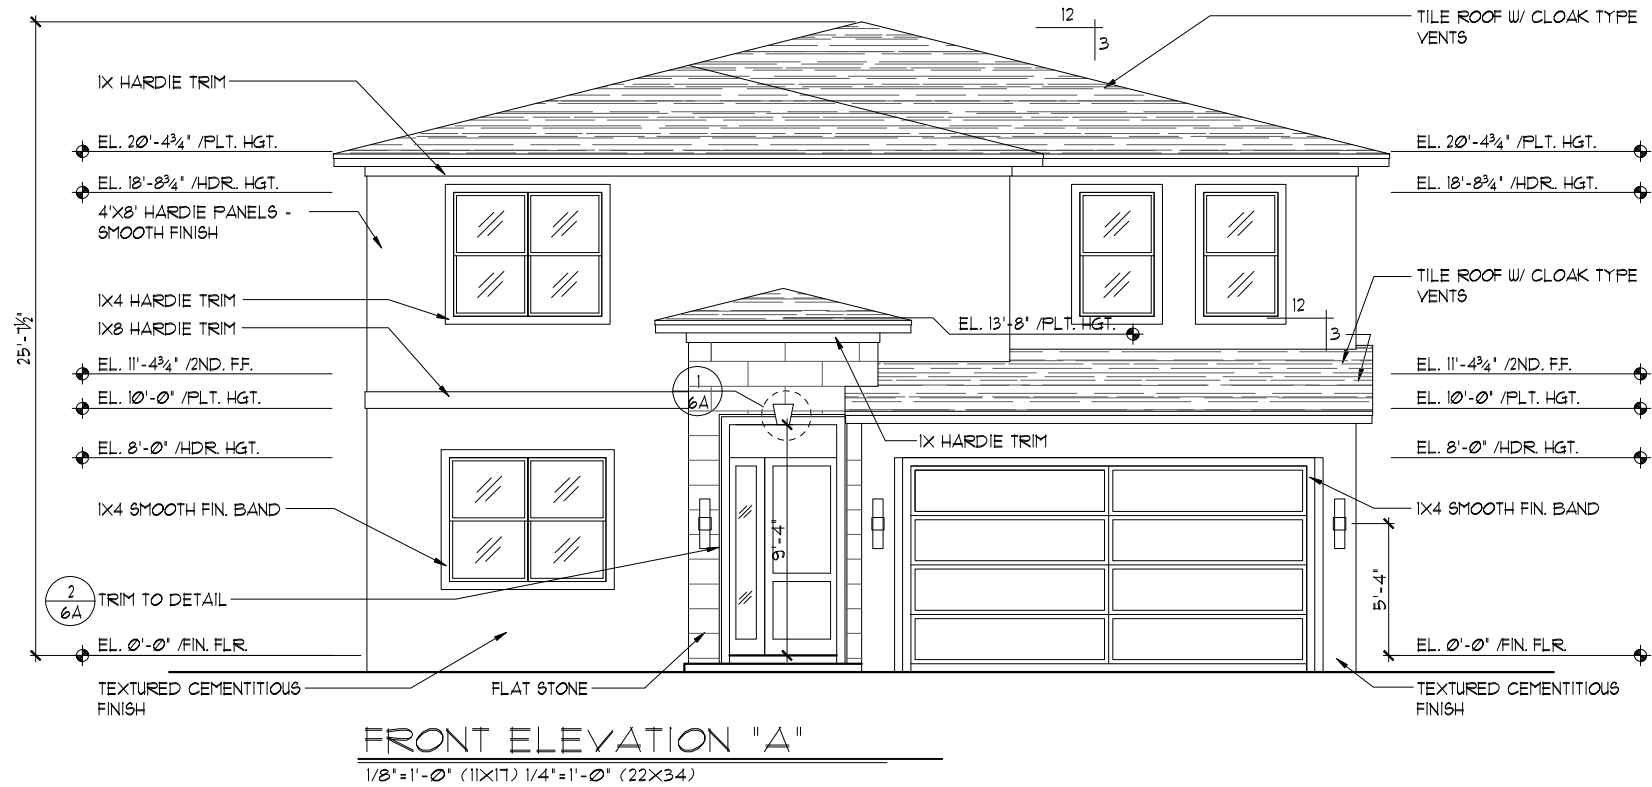 12
3
TILE ROOF W/ CLOAK TYPE
VENTS
1X HARDIE TRIM
EL. 20'-4¾" /PLT. HGT.
EL. 20'-4¾" /PLT. HGT.
EL. 18'-8¾" /HDR. HGT.
EL. 18'-8¾" /HDR. HGT.
4'X8' HARDIE PANELS -
SMOOTH FINISH
TILE ROOF W/ CLOAK TYPE
VENTS
1X4 HARDIE TRIM
12
3
1X8 HARDIE TRIM
EL. 13'-8" /PLT. HGT.
25'-7½"
EL. 11'-4¾" /2ND. F.F.
EL. 11'-4¾" /2ND. F.F.
1
6A
EL. 10'-0" /PLT. HGT.
EL. 10'-0" /PLT. HGT.
EL. 8'-0" /HDR. HGT.
1X HARDIE TRIM
EL. 8'-0" /HDR. HGT.
1X4 SMOOTH FIN. BAND
1X4 SMOOTH FIN. BAND
9'-4"
5'-4"
2
6A
TRIM TO DETAIL
EL. 0'-0" /FIN. FLR.
EL. 0'-0" /FIN. FLR.
TEXTURED CEMENTITIOUS
FINISH
FLAT STONE
TEXTURED CEMENTITIOUS
FINISH
FRONT ELEVATION "A"
1/8"=1'-0" (11X17) 1/4"=1'-0" (22X34)